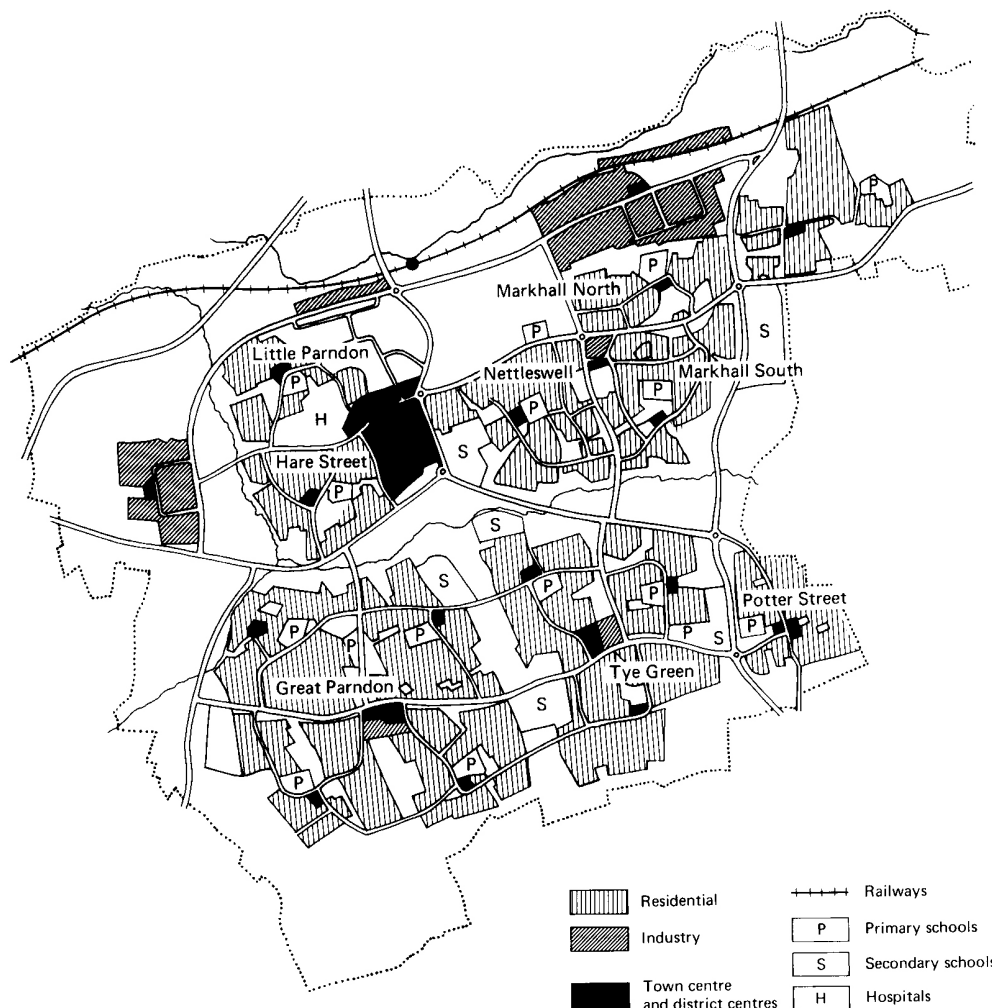 P
Markhall North
P
P
S
Little Parndon
P
Nettleswell
Markhall South
P
P
H
S
Hare Street
P
S
S
P
P
Potter Street
P
P
P
P
P
S
Tye Green
Great Parndon
S
P
P
Residential
Railways
Industry
P
Primary schools
S
Secondary schools
Town centre
and district centres
H
Hospitals